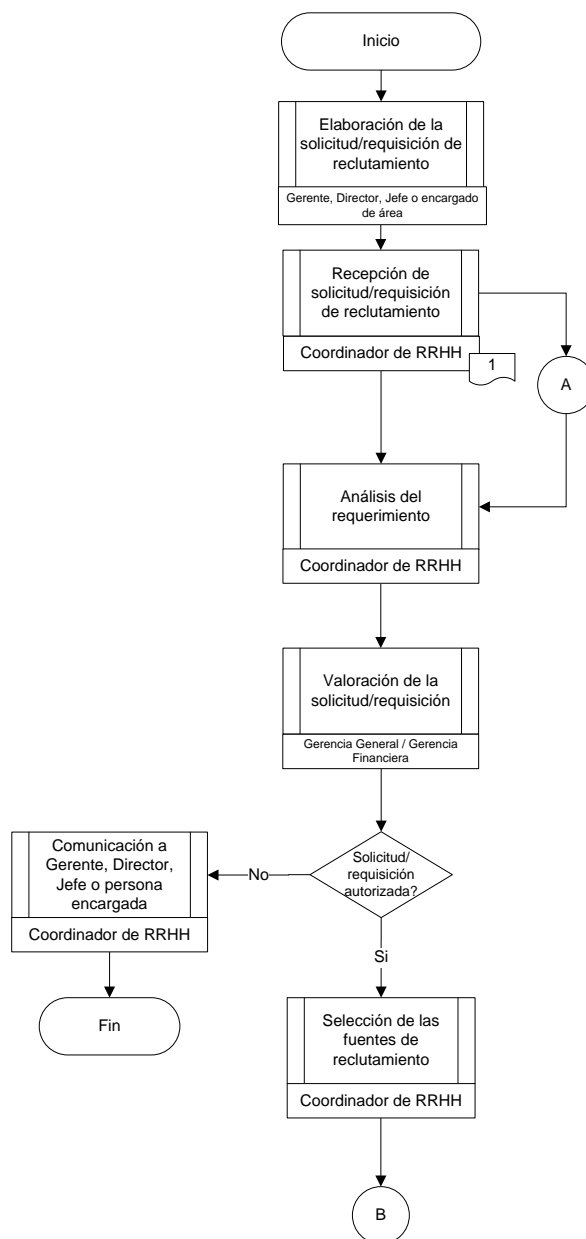 Inicio
Elaboración de la
solicitud/requisición de
reclutamiento
Gerente, Director, Jefe o encargado
de área
Recepción de
solicitud/requisición
de reclutamiento
Coordinador de RRHH
1
A
Análisis del
requerimiento
Coordinador de RRHH
Valoración de la
solicitud/requisición
Gerencia General / Gerencia
Financiera
Solicitud/
requisición
autorizada?
No
Comunicación a
Gerente, Director,
Jefe o persona
encargada
Coordinador de RRHH
Fin
Si
Selección de las
fuentes de
reclutamiento
Coordinador de RRHH
B